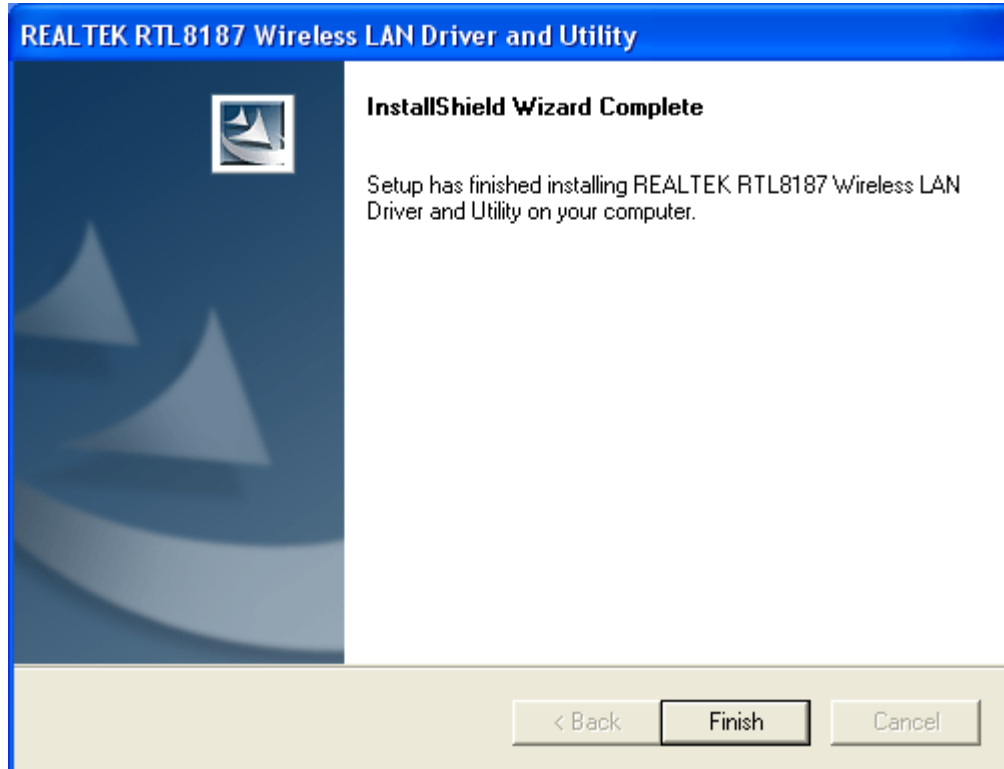 REALTEK RTL8187 Wireless LAN Driver and Utility
InstallShield Wizard Complete
Setup has finished installing REALTEK RTL8187 Wireless LAN
Driver and Utility on your computer.
< Back
Finish
Cancel